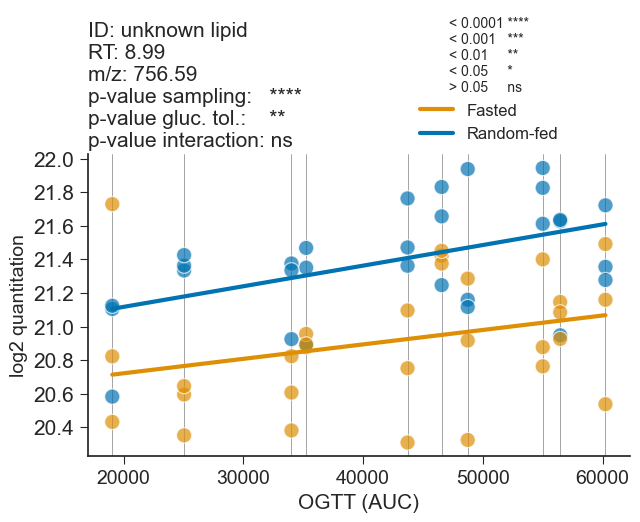 ID: unknown lipid
RT: 8.99
m/z: 756.59
p-value sampling: ****
p-value gluc. tol.: **
p-value interaction: ns
< 0.0001 ****
< 0.001 ***
< 0.01 **
< 0.05 *
> 0.05 ns
Fasted
Random-fed
22.0
21.8
21.6
21.4
21.2
21.0
20.8
20.6
20.4
log2 quantitation
20000 30000 40000 50000 60000
OGTT (AUC)